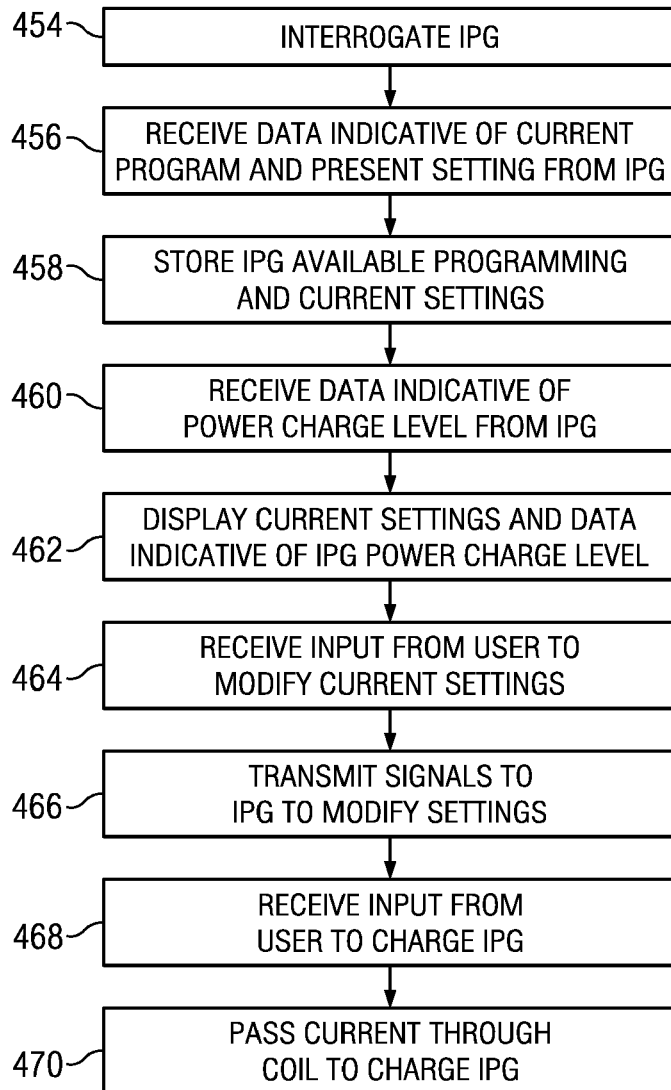 454
INTERROGATE IPG
456
RECEIVE DATA INDICATIVE OF CURRENT
PROGRAM AND PRESENT SETTING FROM IPG
458
STORE IPG AVAILABLE PROGRAMMING
AND CURRENT SETTINGS
460
RECEIVE DATA INDICATIVE OF
POWER CHARGE LEVEL FROM IPG
462
DISPLAY CURRENT SETTINGS AND DATA
INDICATIVE OF IPG POWER CHARGE LEVEL
464
RECEIVE INPUT FROM USER TO
MODIFY CURRENT SETTINGS
466
TRANSMIT SIGNALS TO
IPG TO MODIFY SETTINGS
468
RECEIVE INPUT FROM
USER TO CHARGE IPG
470
PASS CURRENT THROUGH
COIL TO CHARGE IPG